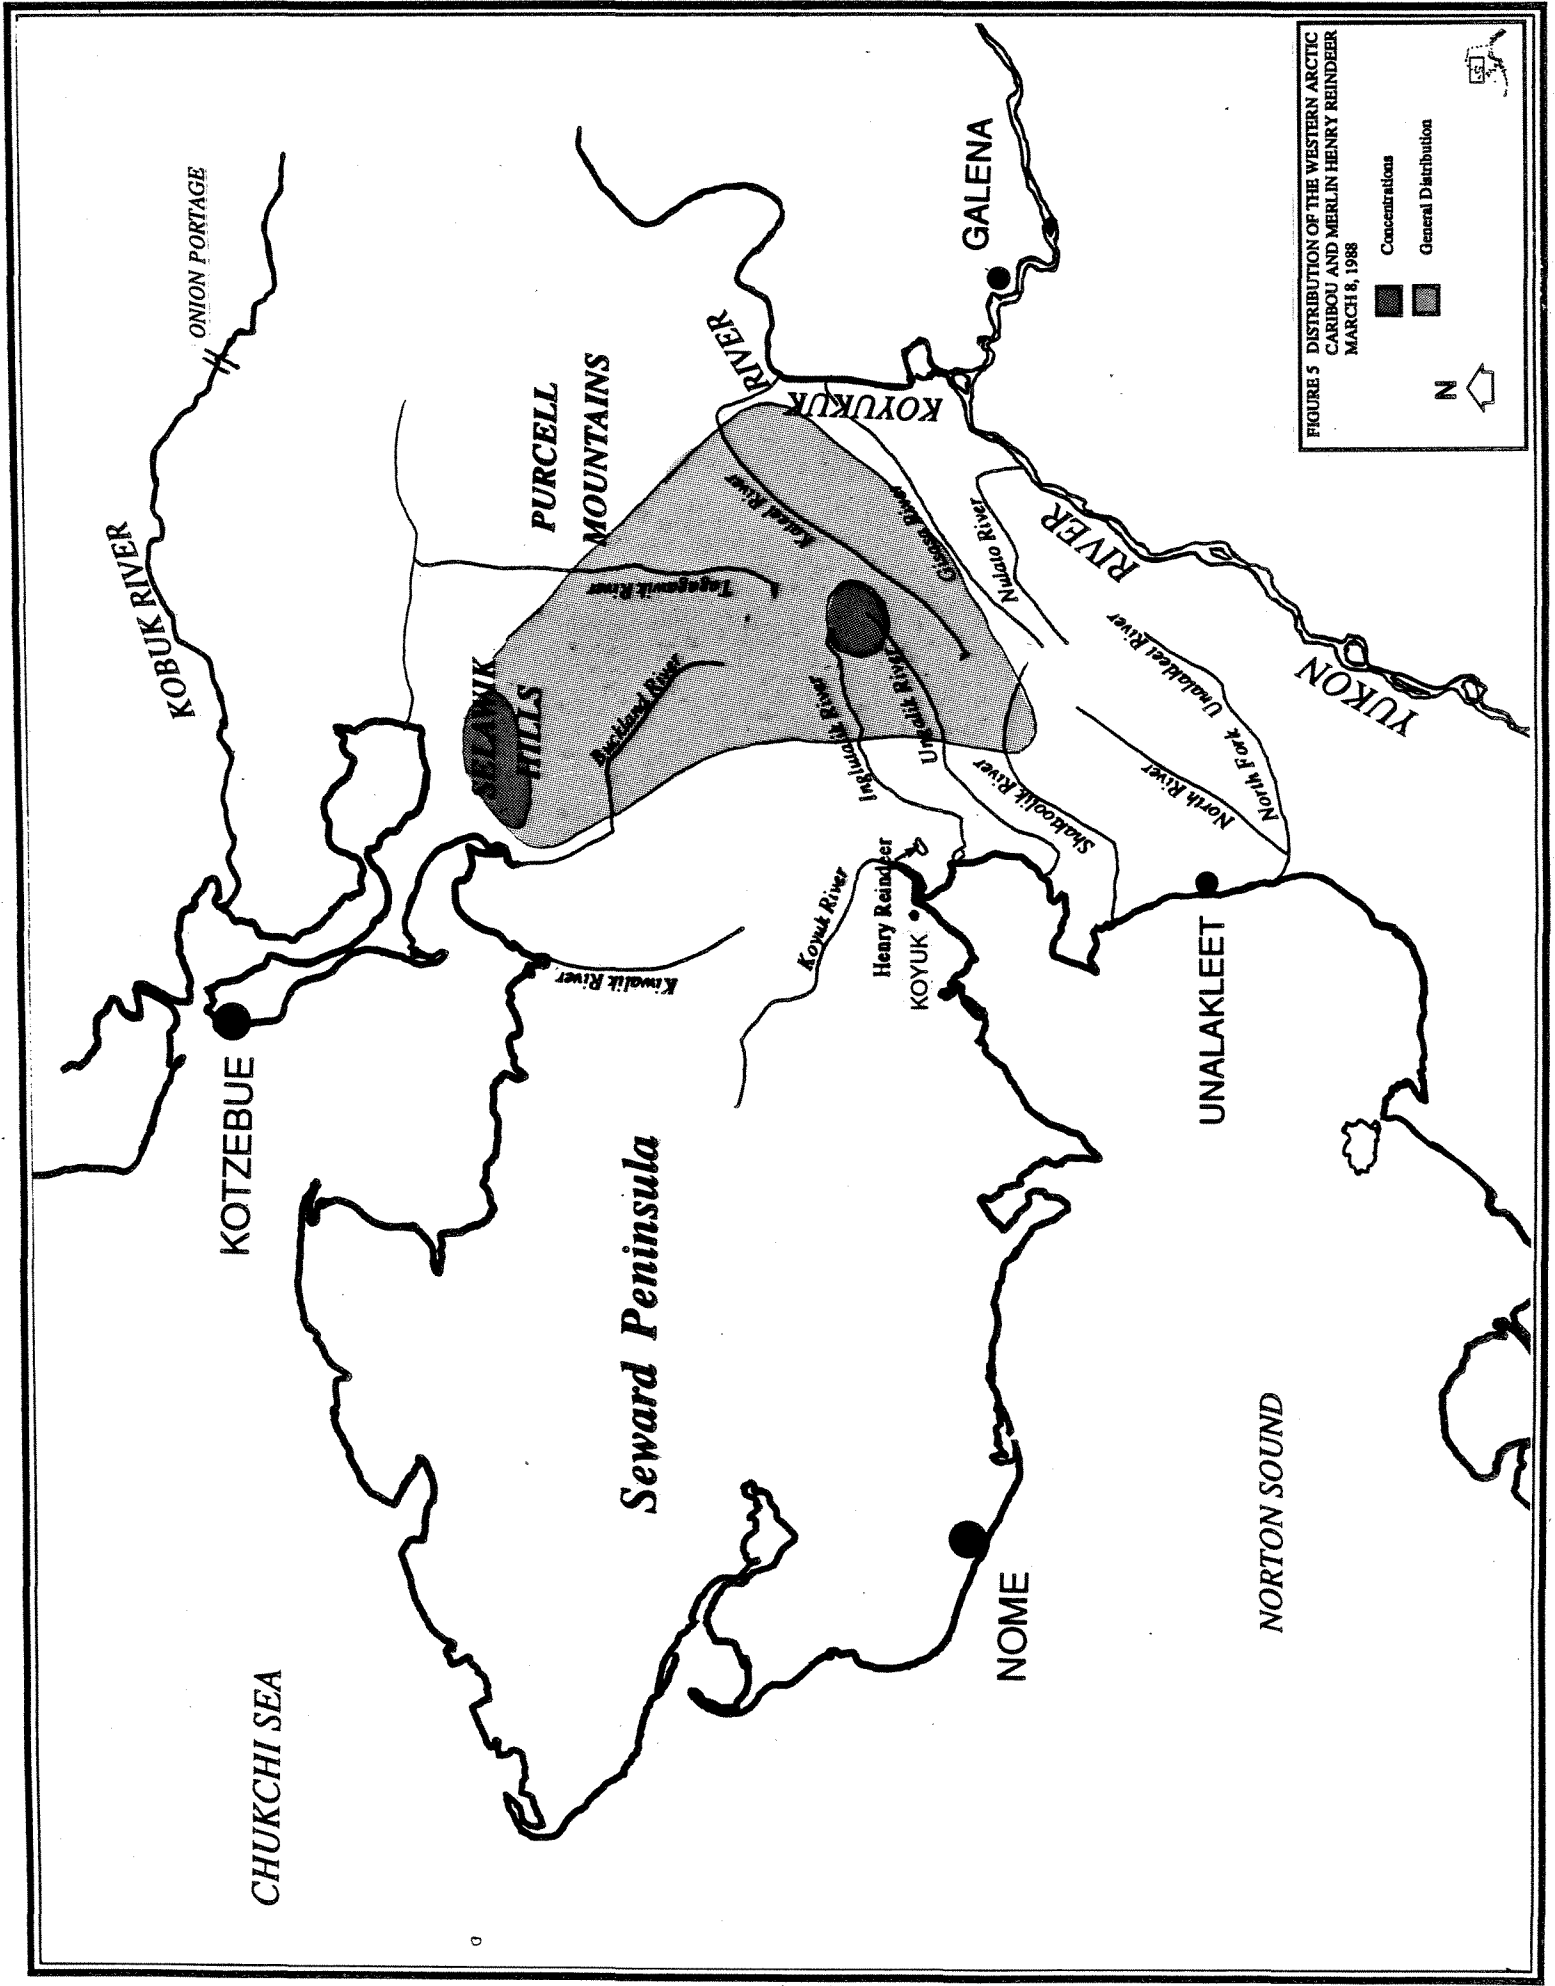 CHUKCHI SEA
KOTZEBUE
KOBUK RIVER
ONION PORTAGE
SELAWIK
HILLS
PURCELL
MOUNTAINS
Seward Peninsula
Kiwalik River
Buckland River
Tagagawik River
Kateel River
KOYUKUK
RIVER
Koyuk River
Henry Reindeer
KOYUK
Inglutalik River
Ungalik River
Shaktoolik River
Gisasa River
Nulato River
GALENA
NOME
UNALAKLEET
North River
North Fork Unalakleet River
YUKON
RIVER
NORTON SOUND
FIGURE 5 DISTRIBUTION OF THE WESTERN ARCTIC
CARIBOU AND MERLIN HENRY REINDEER
MARCH 8, 1988
Concentrations
General Distribution
N